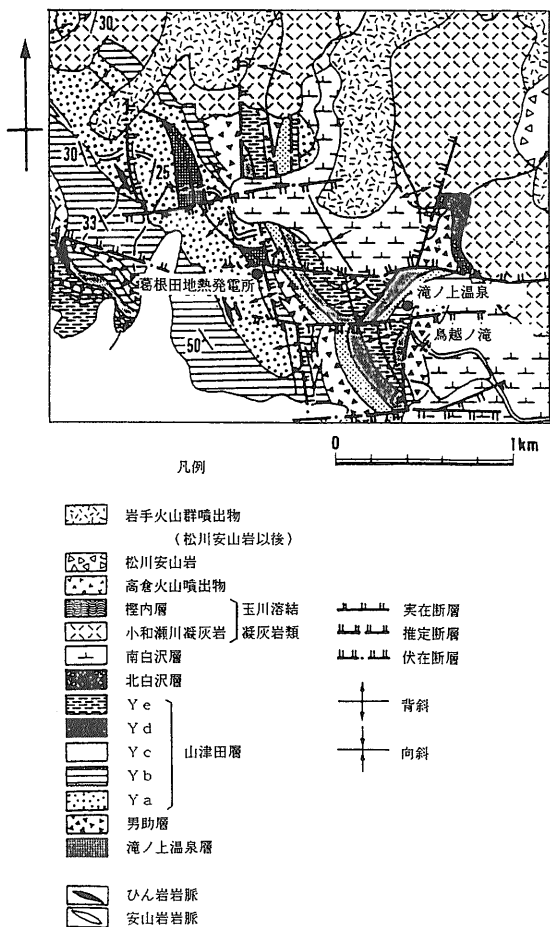 30
30
25
33
葛根田地熱発電所
滝ノ上温泉
鳥越ノ滝
50
0 1km
凡例
岩手火山群噴出物
(松川安山岩以後)
松川安山岩
高倉火山噴出物
樫内層
小和瀬川凝灰岩
玉川溶結
凝灰岩類
南白沢層
北白沢層
Ye
Yd
Yc
Yb
Ya
山津田層
男助層
滝ノ上温泉層
ひん岩岩脈
安山岩岩脈
実在断層
推定断層
伏在断層
背斜
向斜